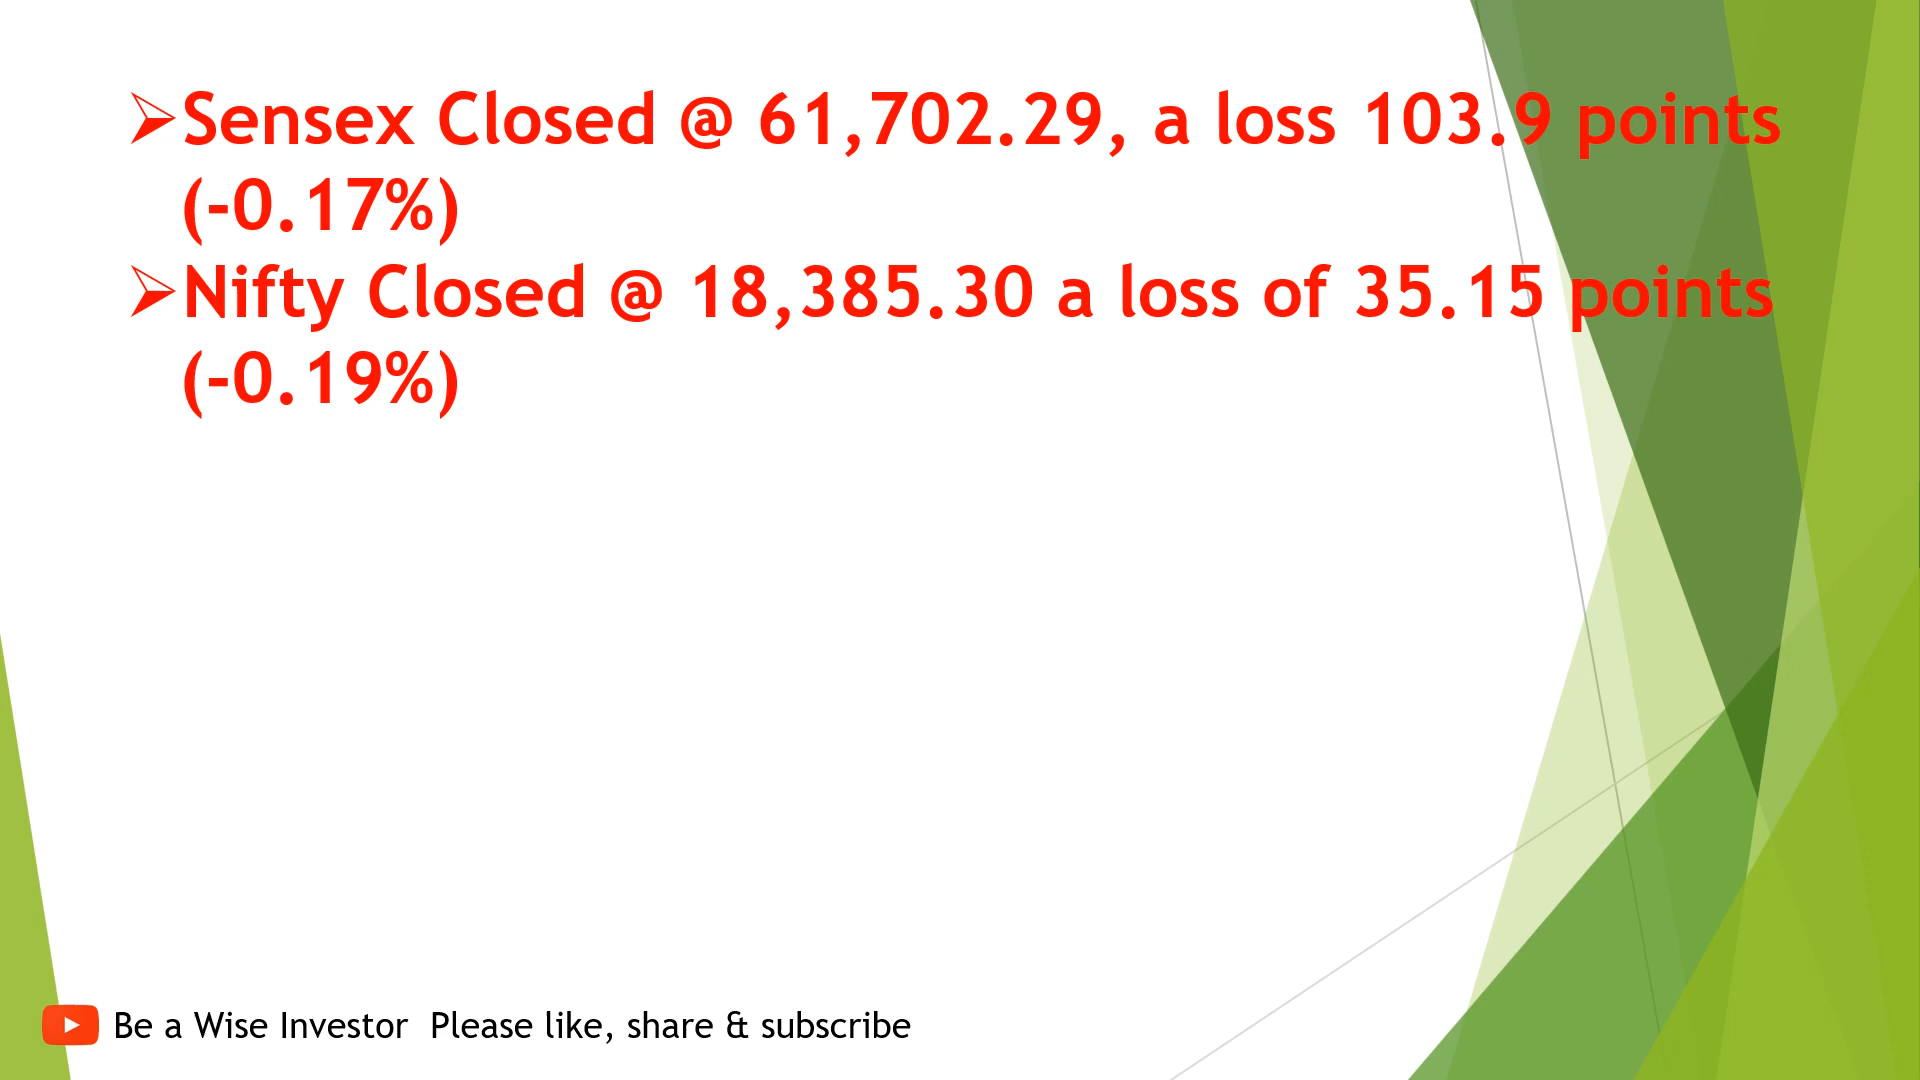 ➢Sensex Closed @ 61,702.29, a loss 103.9 points
(-0.17%)
➢Nifty Closed @ 18,385.30 a loss of 35.15 points
(-0.19%)
Be a Wise Investor  Please like, share & subscribe